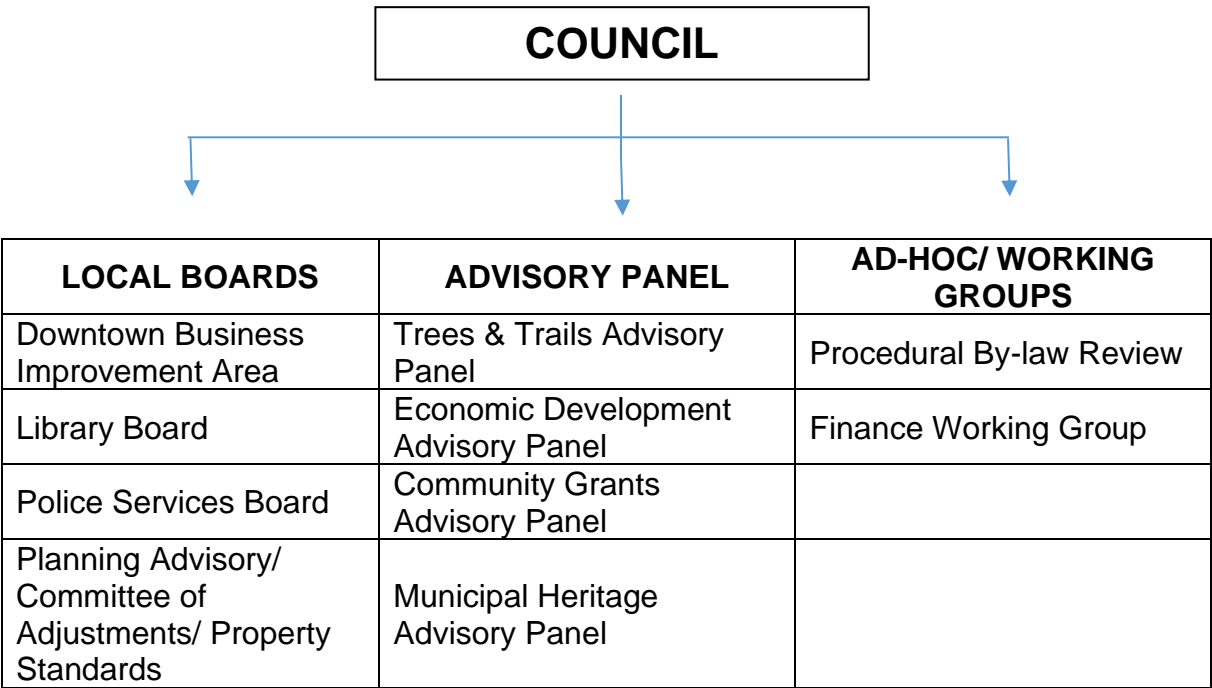 COUNCIL
LOCAL BOARDS
ADVISORY PANEL
AD-HOC/ WORKING
GROUPS
Downtown Business
Improvement Area
Trees & Trails Advisory
Panel
Procedural By-law Review
Library Board
Economic Development
Advisory Panel
Finance Working Group
Police Services Board
Community Grants
Advisory Panel
Planning Advisory/
Committee of
Adjustments/ Property
Standards
Municipal Heritage
Advisory Panel